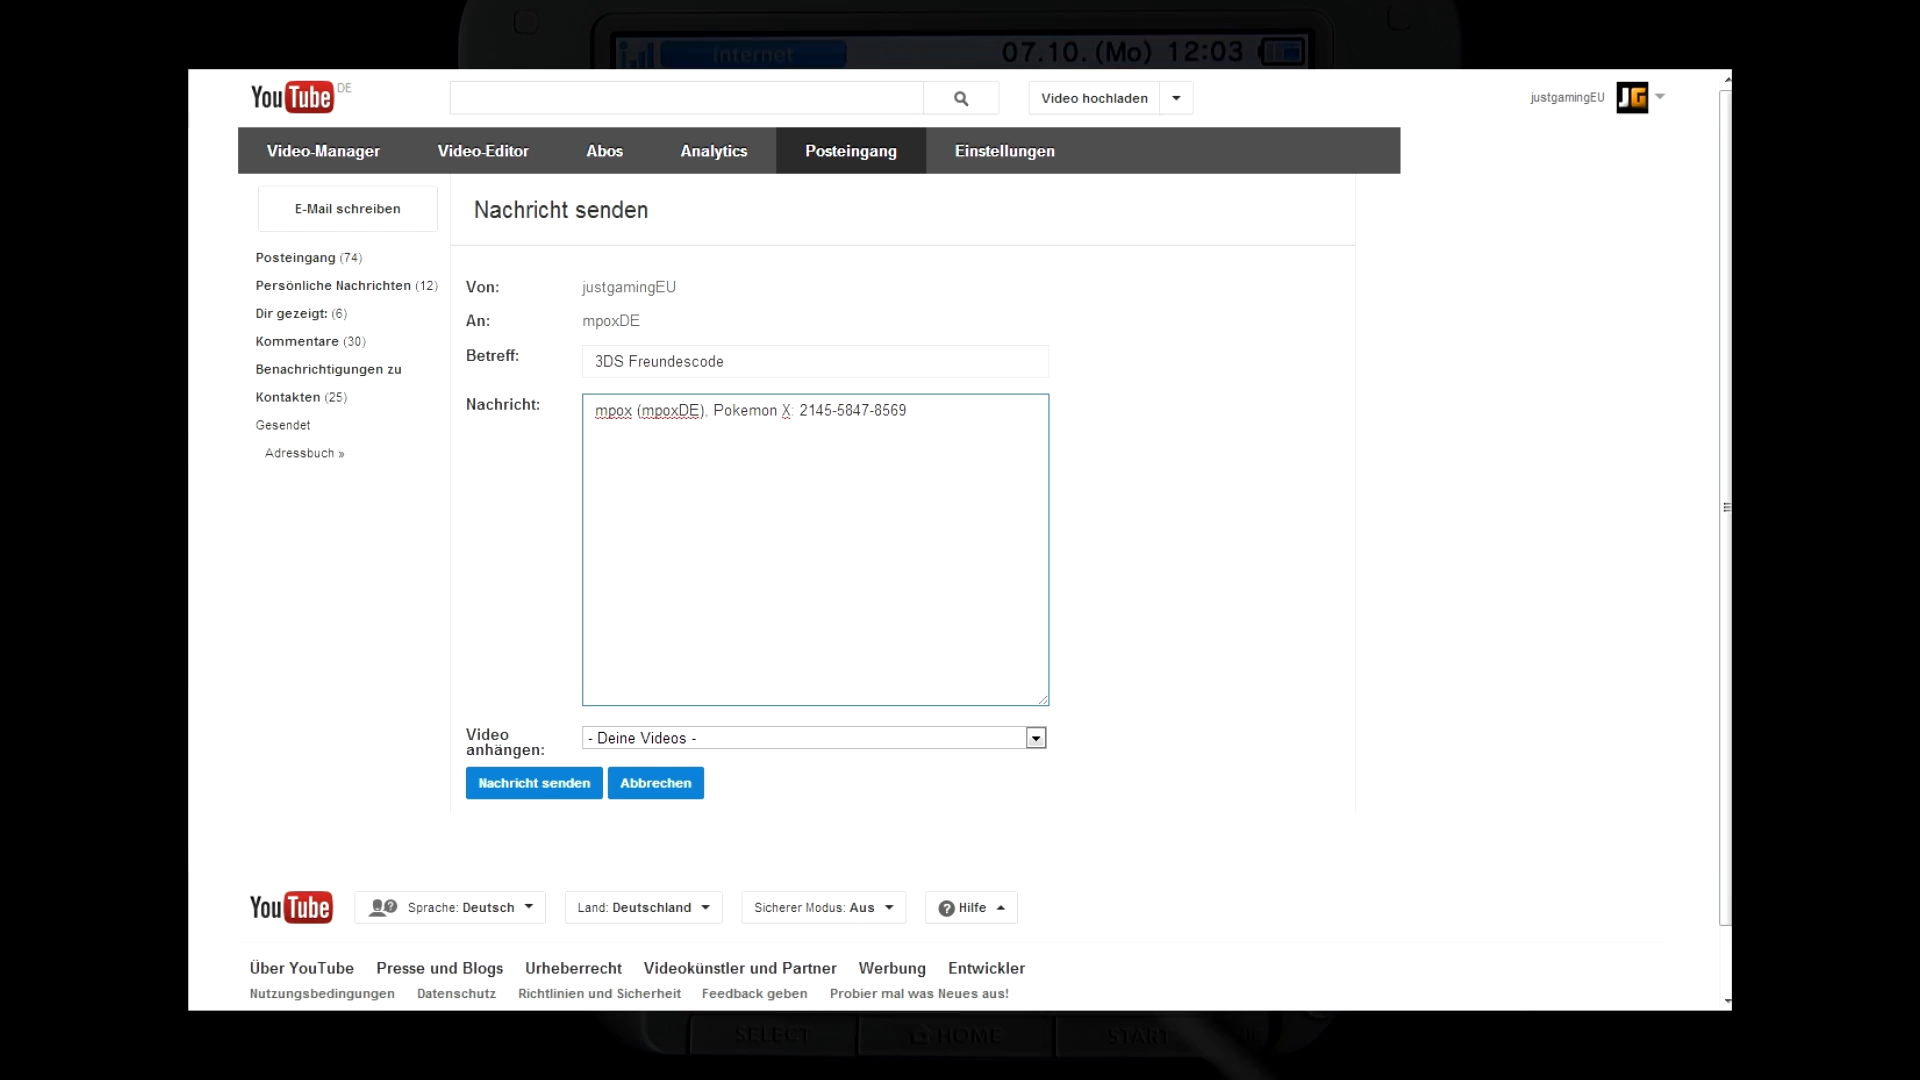 Internet 07.10. (Mo) 12:03
YouTube DE
Video hochladen
justgamingEU JG
Video-Manager Video-Editor Abos Analytics Posteingang Einstellungen
E-Mail schreiben
Nachricht senden
Posteingang (74)
Persönliche Nachrichten (12)
Dir gezeigt: (6)
Kommentare (30)
Benachrichtigungen zu
Kontakten (25)
Gesendet
Adressbuch »
Von: justgamingEU
An: mpoxDE
Betreff: 3DS Freundescode
Nachricht: mpox (mpoxDE), Pokemon X: 2145-5847-8569
Video
anhängen: - Deine Videos -
Nachricht senden Abbrechen
YouTube Sprache: Deutsch Land: Deutschland Sicherer Modus: Aus Hilfe
Über YouTube Presse und Blogs Urheberrecht Videokünstler und Partner Werbung Entwickler
Nutzungsbedingungen Datenschutz Richtlinien und Sicherheit Feedback geben Probier mal was Neues aus!
SELECT HOME START